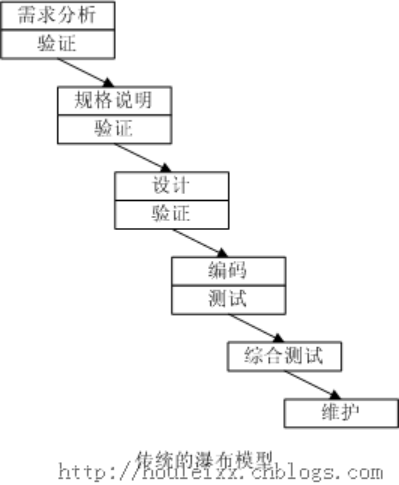 需求分析
验证
规格说明
验证
设计
验证
编码
测试
综合测试
维护
传统的瀑布模型
http://houleixx.cnblogs.com